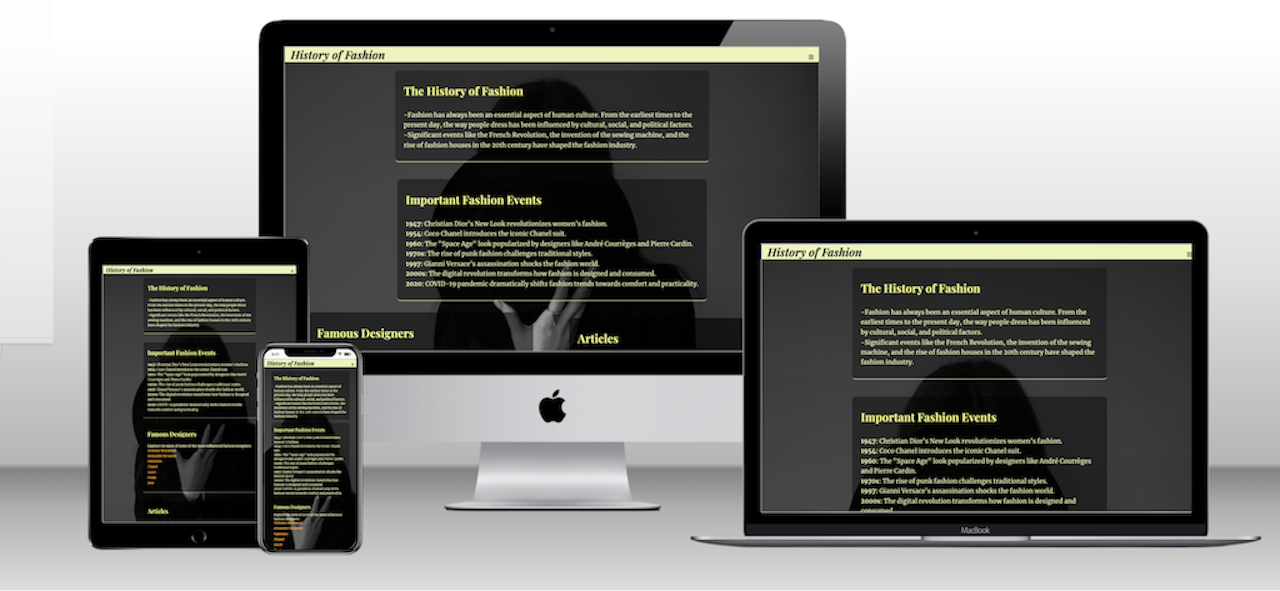 History of Fashion
The History of Fashion
-Fashion has always been an essential aspect of human culture. From the earliest times to the
present day, the way people dress has been influenced by cultural, social, and political factors.
-Significant events like the French Revolution, the invention of the sewing machine, and the
rise of fashion houses in the 20th century have shaped the fashion industry.
Important Fashion Events
1947: Christian Dior's New Look revolutionizes women's fashion.
1954: Coco Chanel introduces the iconic Chanel suit.
1960: The "Space Age" look popularized by designers like André Courrèges and Pierre Cardin.
1970s: The rise of punk fashion challenges traditional styles.
1997: Gianni Versace's assassination shocks the fashion world.
2000s: The digital revolution transforms how fashion is designed and consumed.
2020: COVID-19 pandemic dramatically shifts fashion trends towards comfort and practicality.
Famous Designers
Articles
History of Fashion
The History of Fashion
-Fashion has always been an essential aspect of human culture. From the
earliest times to the present day, the way people dress has been influenced
by cultural, social, and political factors.
-Significant events like the French Revolution, the invention of the sewing
machine, and the rise of fashion houses in the 20th century have shaped the
fashion industry.
Important Fashion Events
1947: Christian Dior's New Look revolutionizes women's fashion.
1954: Coco Chanel introduces the iconic Chanel suit.
1960: The "Space Age" look popularized by designers like André Courrèges
and Pierre Cardin.
1970s: The rise of punk fashion challenges traditional styles.
1997: Gianni Versace's assassination shocks the fashion world.
2000s: The digital revolution transforms how fashion is designed and
consumed.
MacBook
History of Fashion
The History of Fashion
Important Fashion Events
Famous Designers
Articles
History of Fashion
The History of Fashion
Important Fashion Events
Famous Designers